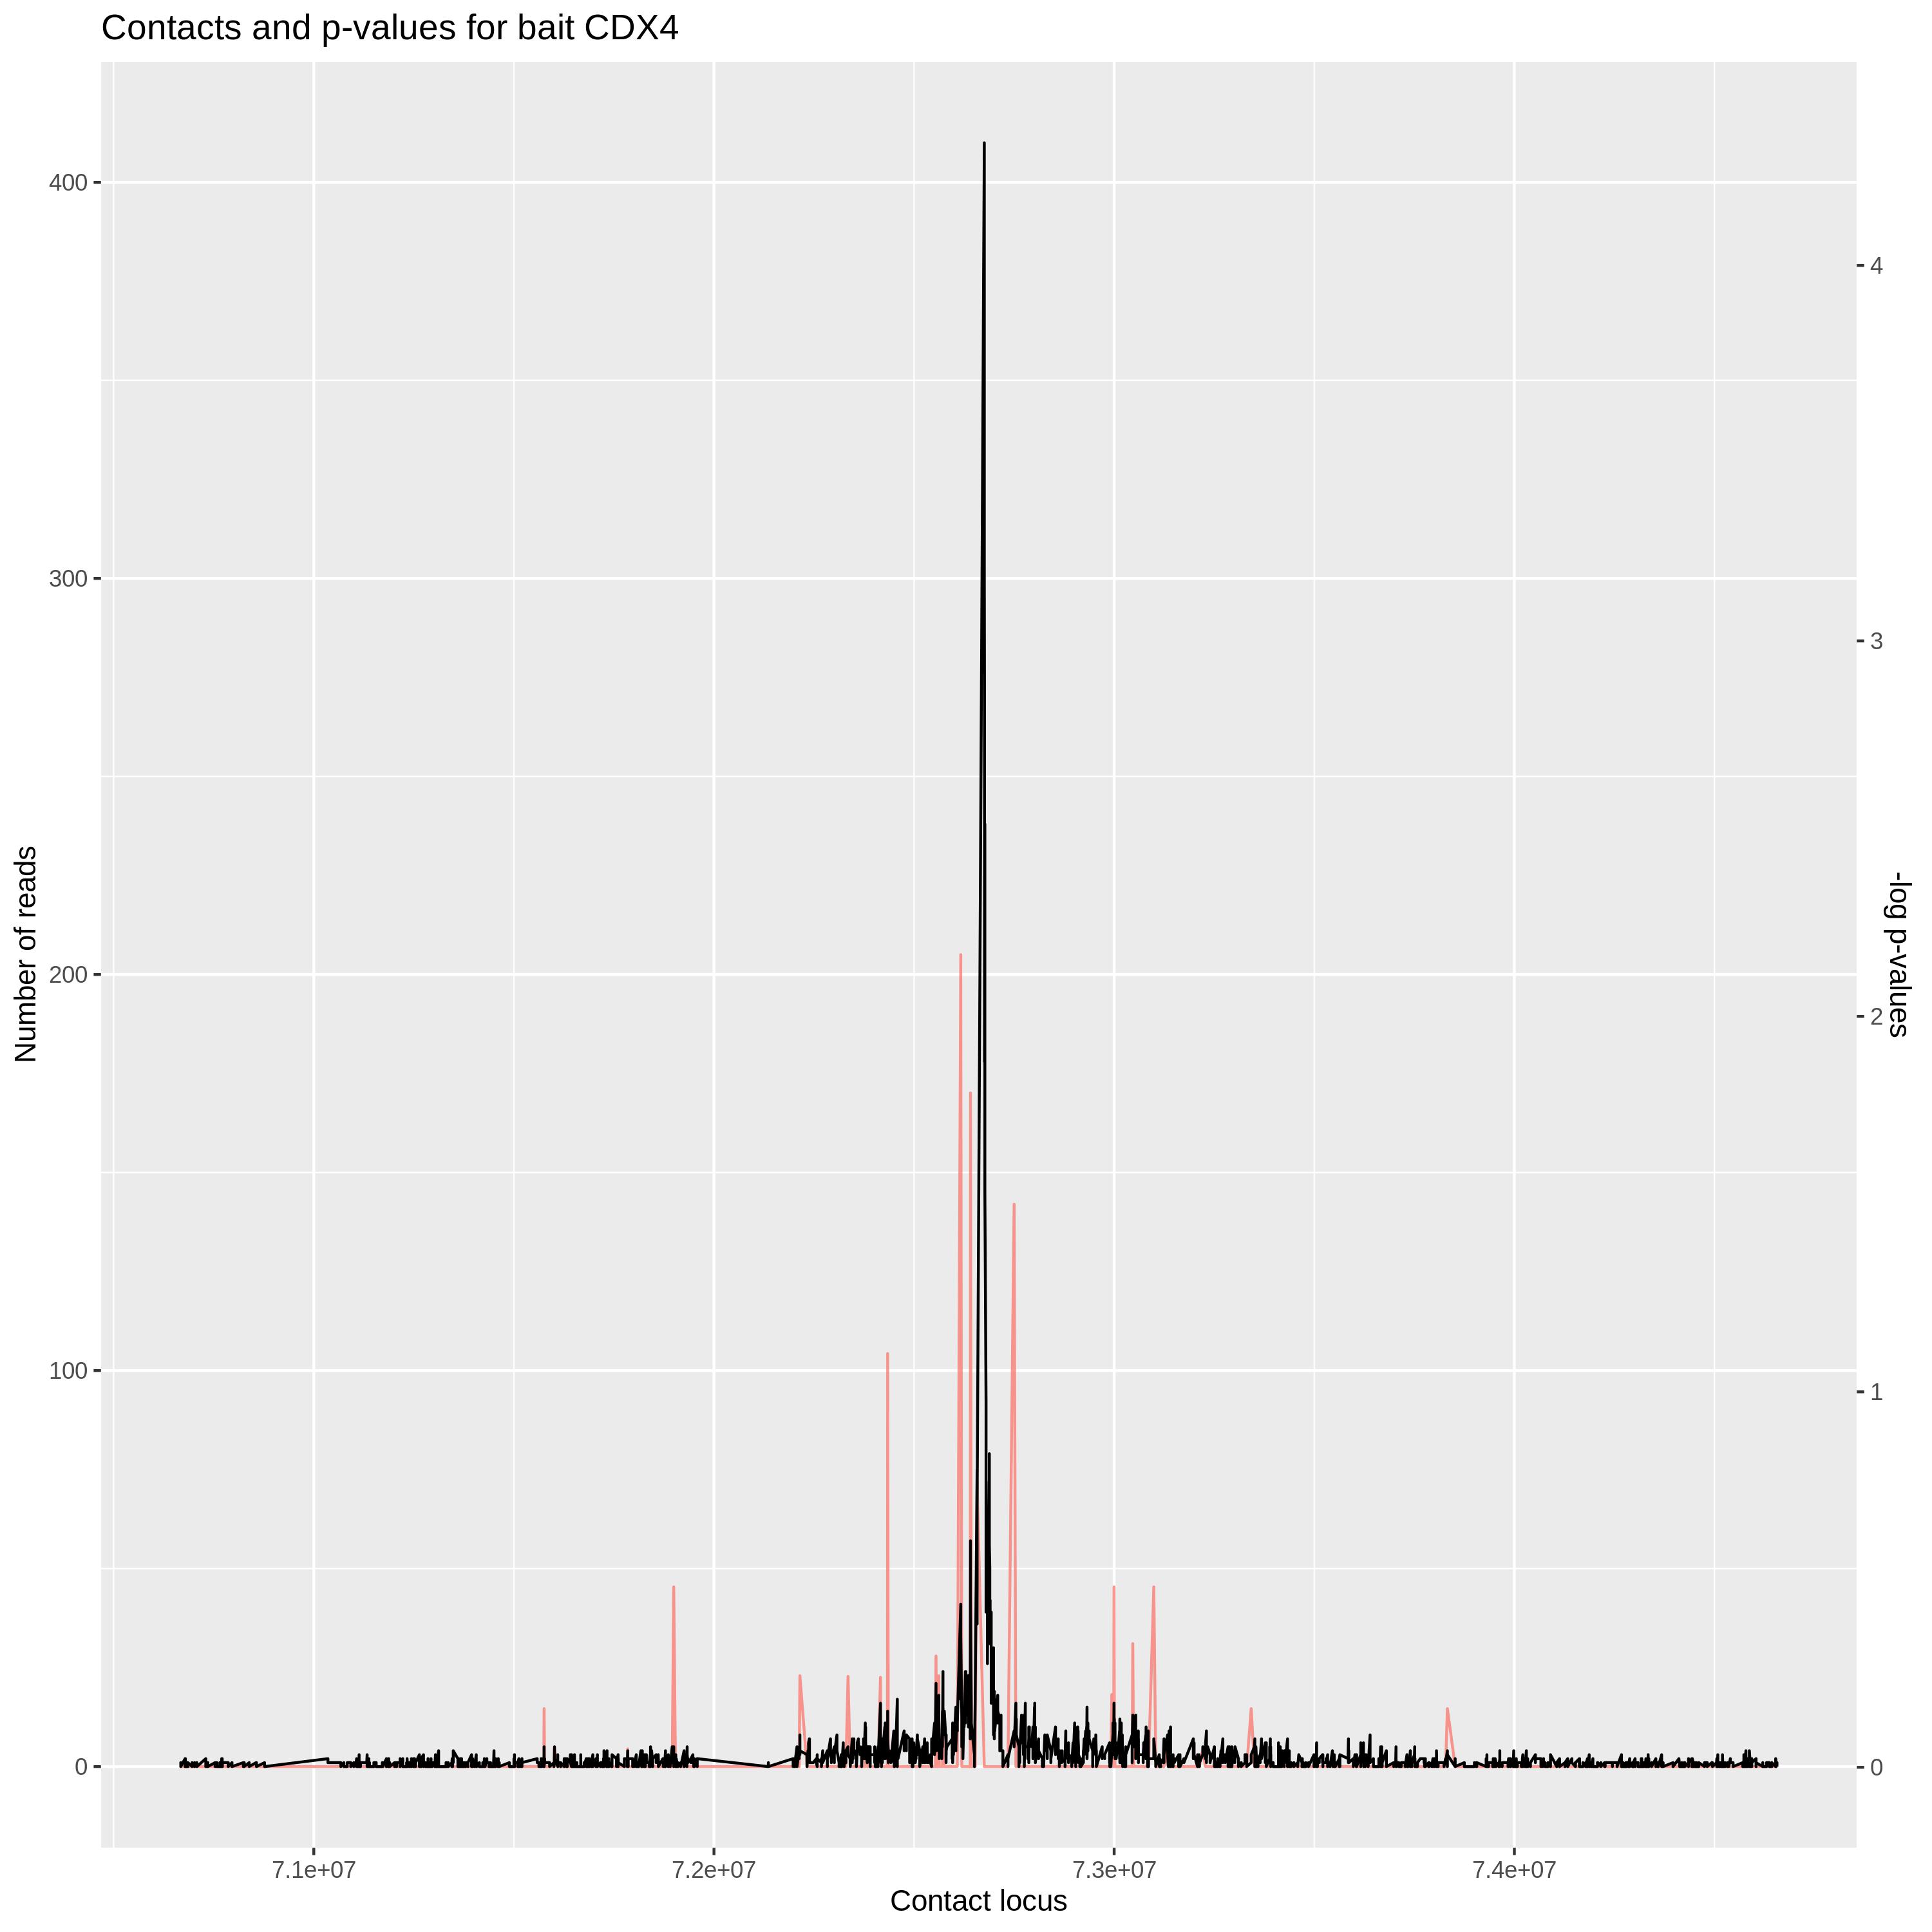 Contacts and p-values for bait CDX4
Number of reads
400
300
200
100
0
4
3
2
1
0
-log p-values
7.1e+07
7.2e+07
7.3e+07
7.4e+07
Contact locus